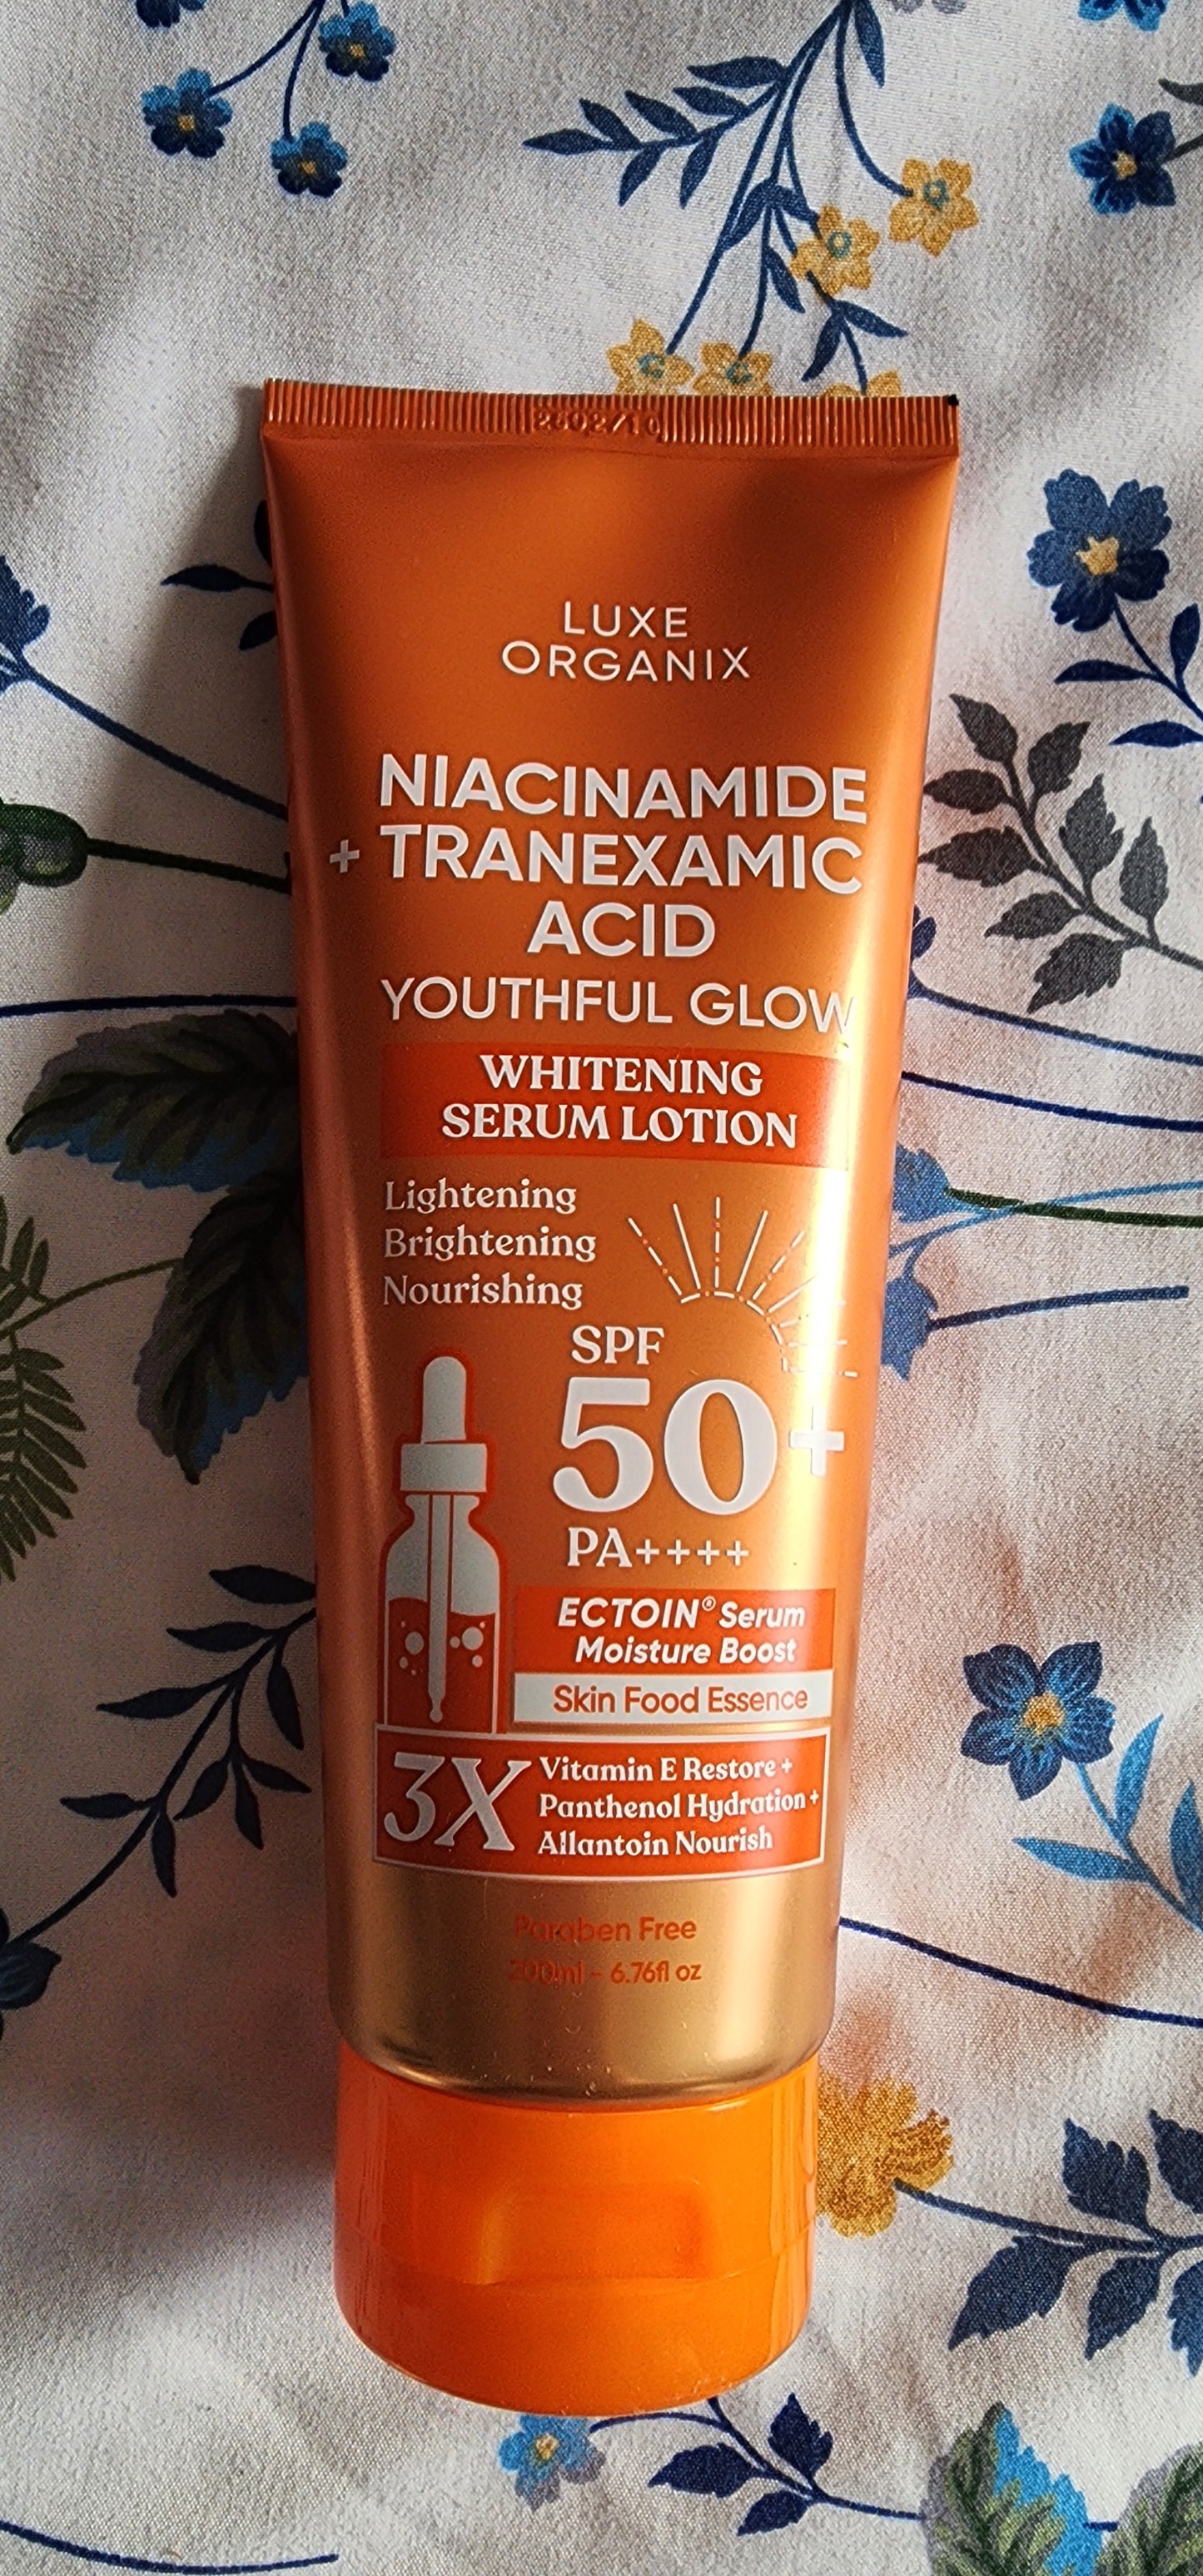 LUXE
ORGANIX
NIACINAMIDE
+ TRANEXAMIC
ACID
YOUTHFUL GLOW
WHITENING
SERUM LOTION
Lightening
Brightening
Nourishing
SPF
50+
PA++++
ECTOIN® Serum
Moisture Boost
Skin Food Essence
3X
Vitamin E Restore +
Panthenol Hydration +
Allantoin Nourish
Paraben Free
200ml - 6.76fl oz